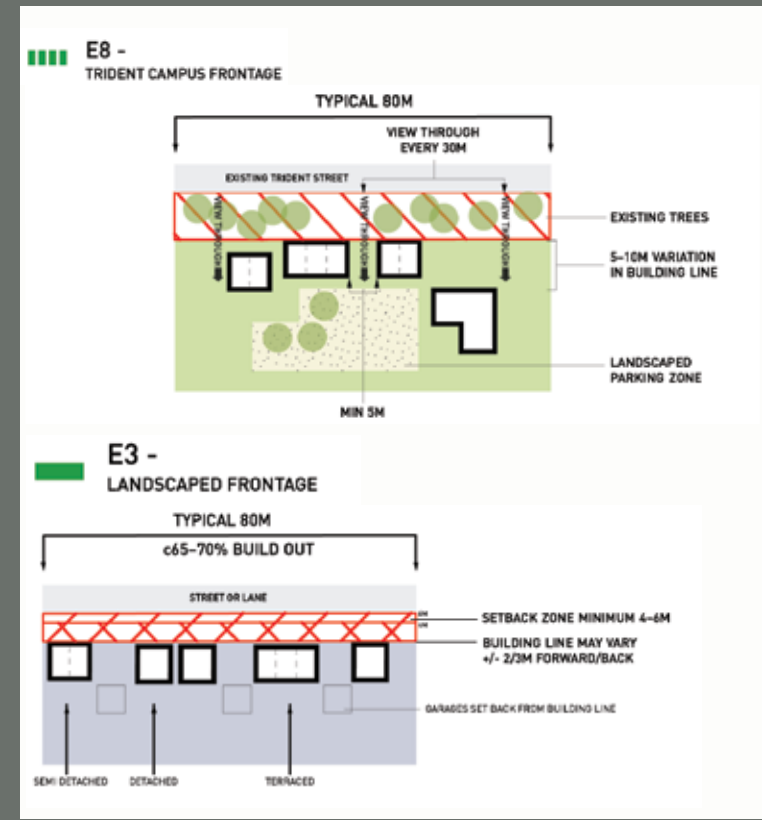 E8 -
TRIDENT CAMPUS FRONTAGE
TYPICAL 80M
VIEW THROUGH
EVERY 30M
EXISTING TRIDENT STREET
VIEW THROUGH
VIEW THROUGH
VIEW THROUGH
EXISTING TREES
5-10M VARIATION
IN BUILDING LINE
LANDSCAPED
PARKING ZONE
MIN 5M
E3 -
LANDSCAPED FRONTAGE
TYPICAL 80M
c65-70% BUILD OUT
STREET OR LANE
SETBACK ZONE MINIMUM 4-6M
BUILDING LINE MAY VARY
+/- 2/3M FORWARD/BACK
GARAGES SET BACK FROM BUILDING LINE
SEMI DETACHED
DETACHED
TERRACED